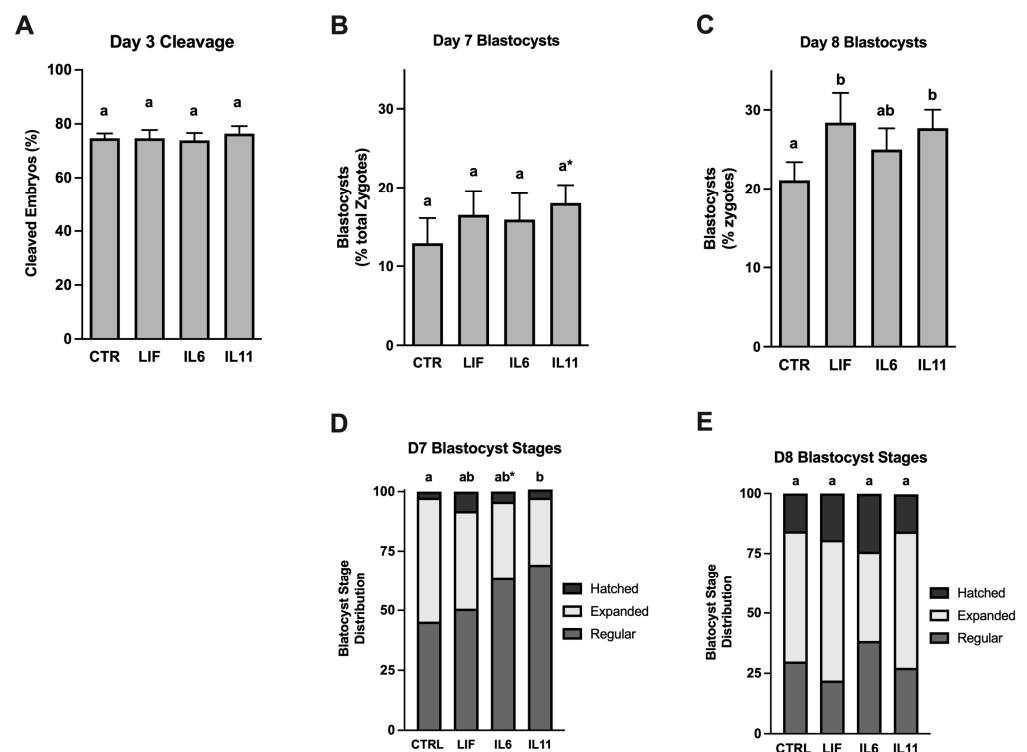 A
Day 3 Cleavage
Cleaved Embryos (%)
100
80
60
40
20
0
a
a
a
a
CTR
LIF
IL6
IL11
B
Day 7 Blastocysts
Blastocysts
(% total Zygotes)
30
20
10
0
a
a
a
a*
CTR
LIF
IL6
IL11
C
Day 8 Blastocysts
Blastocysts
(% zygotes)
30
20
10
0
a
b
ab
b
CTR
LIF
IL6
IL11
D
D7 Blastocyst Stages
Blatocyst Stage
Distribution
100
75
50
25
0
a
ab
ab*
b
CTRL
LIF
IL6
IL11
Hatched
Expanded
Regular
E
D8 Blastocyst Stages
Blatocyst Stage
Distribution
100
75
50
25
0
a
a
a
a
CTRL
LIF
IL6
IL11
Hatched
Expanded
Regular